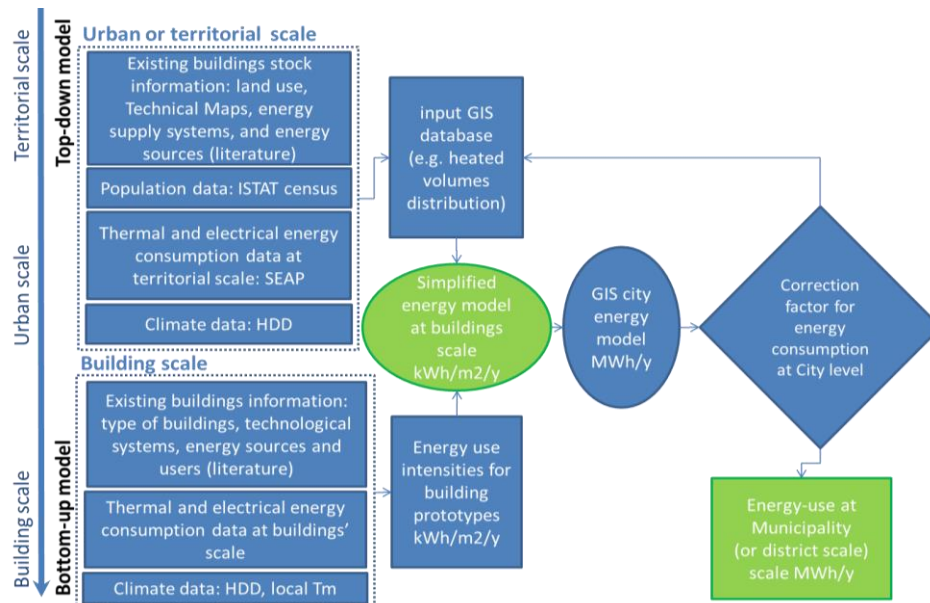 Territorial scale
Urban scale
Building scale
Top-down model
Bottom-up model
Urban or territorial scale
Existing buildings stock
information: land use,
Technical Maps, energy
supply systems, and energy
sources (literature)
Population data: ISTAT census
Thermal and electrical energy
consumption data at
territorial scale: SEAP
Climate data: HDD
Building scale
Existing buildings information:
type of buildings, technological
systems, energy sources and
users (literature)
Thermal and electrical energy
consumption data at buildings’
scale
Climate data: HDD, local Tm
input GIS
database
(e.g. heated
volumes
distribution)
Simplified
energy model
at buildings
scale
kWh/m2/y
Energy use
intensities for
building
prototypes
kWh/m2/y
GIS city
energy
model
MWh/y
Correction
factor for
energy
consumption
at City level
Energy-use at
Municipality
(or district scale)
scale MWh/y